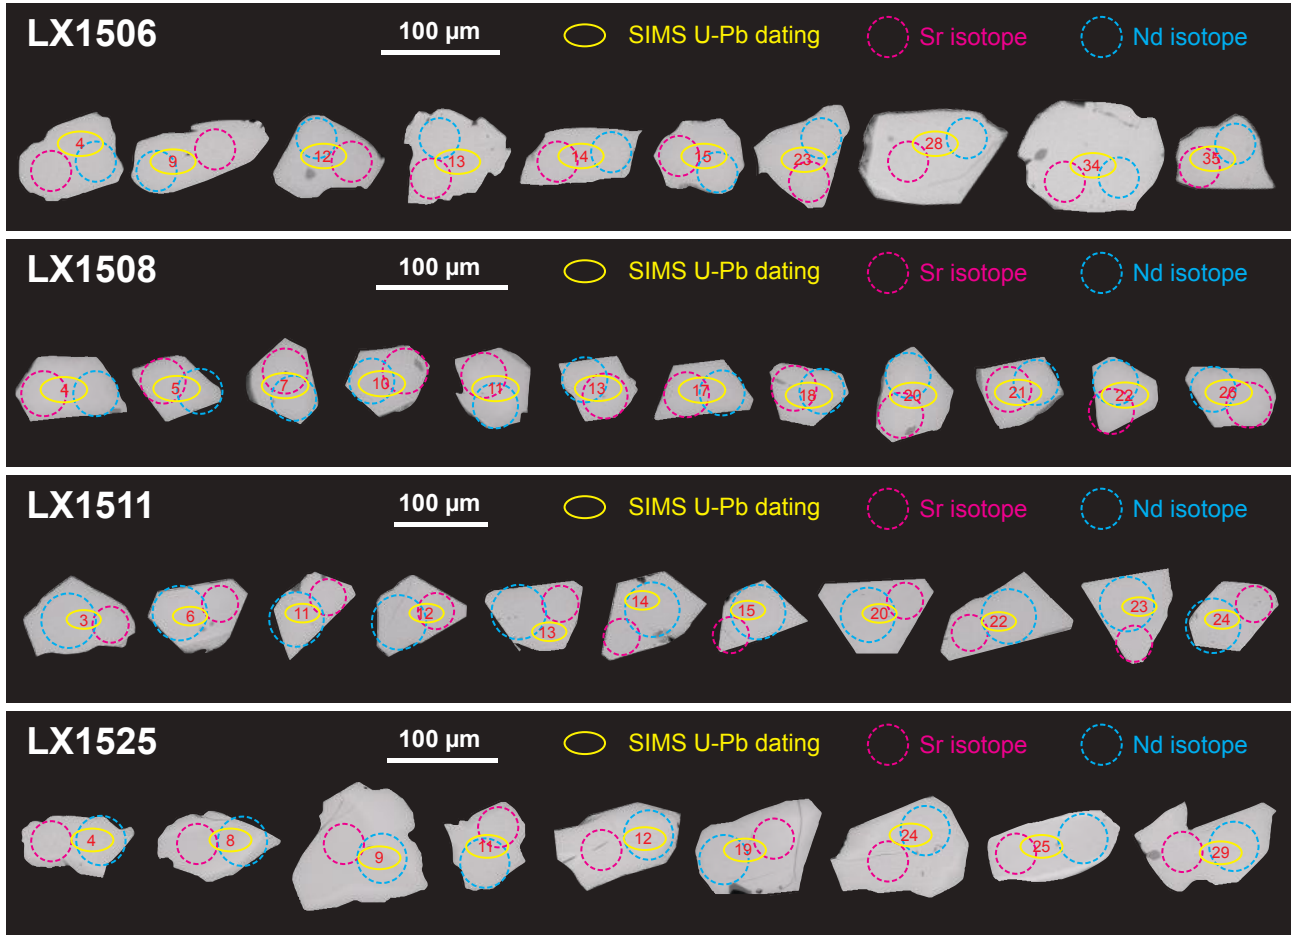 LX1506 100 µm SIMS U-Pb dating Sr isotope Nd isotope
4 9 12 13 14 15 23 28 34 35
LX1508 100 µm SIMS U-Pb dating Sr isotope Nd isotope
4 5 7 10 11 13 17 18 20 21 22 26
LX1511 100 µm SIMS U-Pb dating Sr isotope Nd isotope
3 6 11 12 13 14 15 20 22 23 24
LX1525 100 µm SIMS U-Pb dating Sr isotope Nd isotope
4 8 9 11 12 19 24 25 29